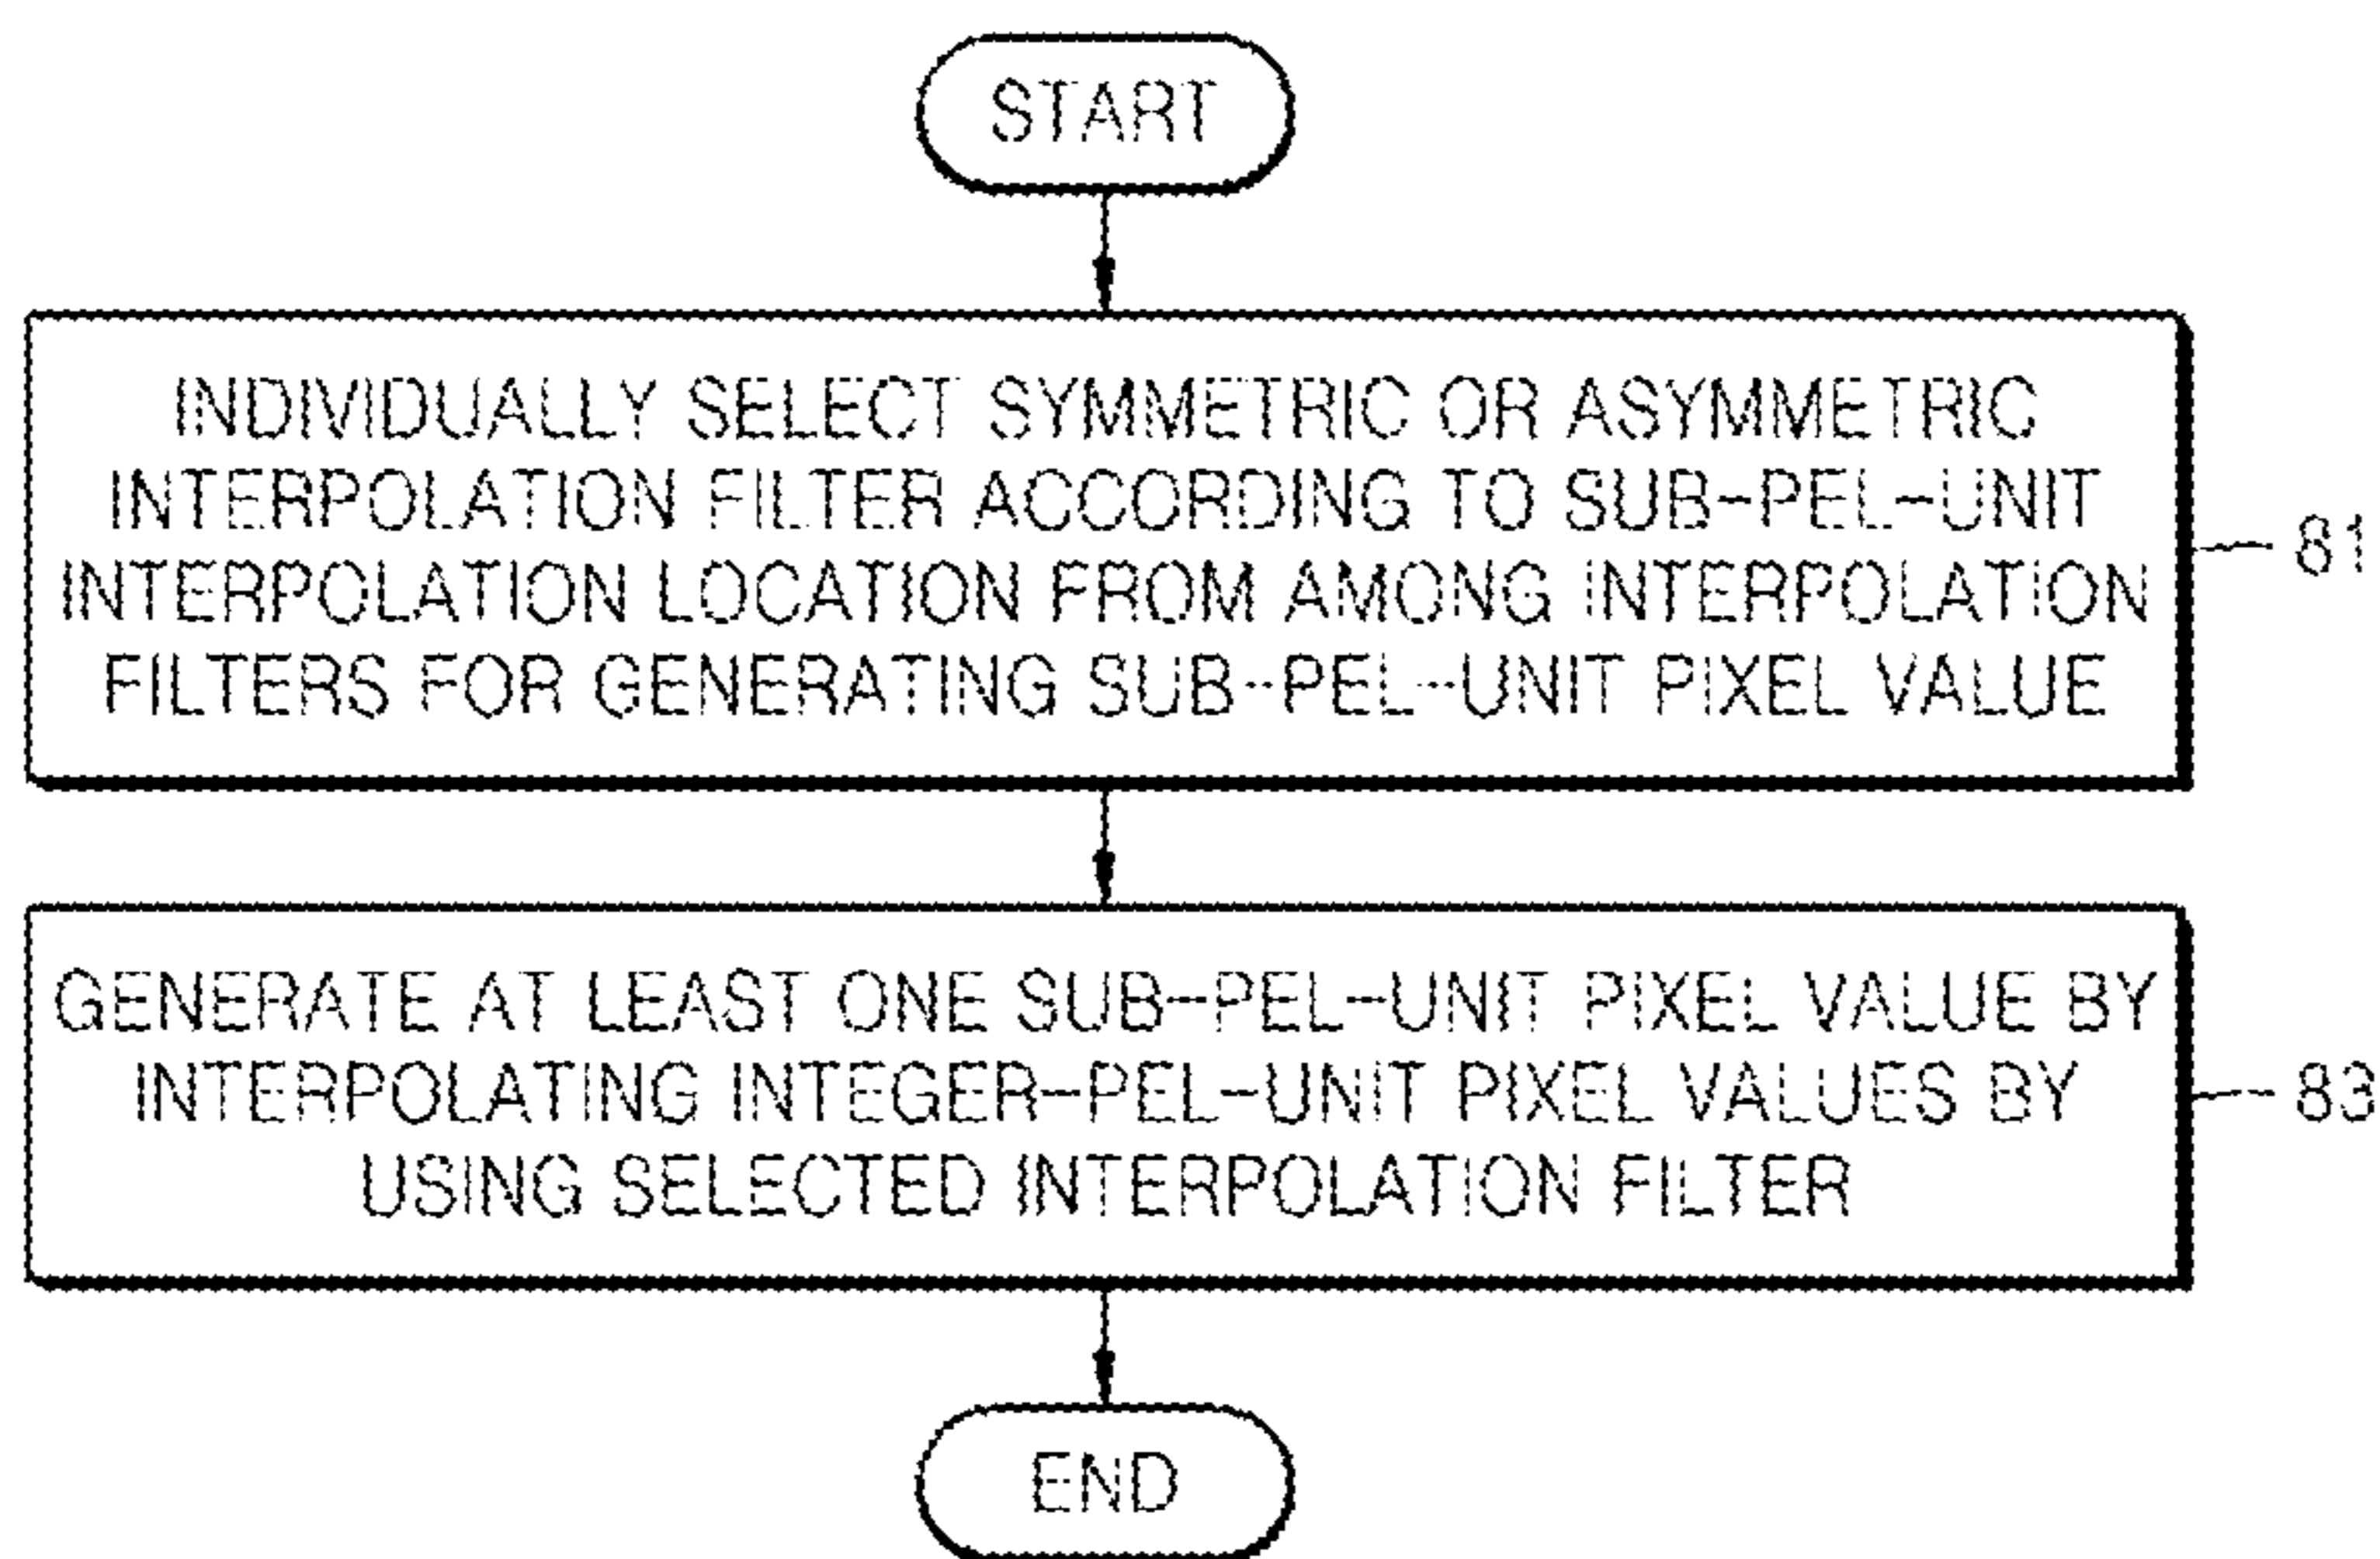 START
INDIVIDUALLY SELECT SYMMETRIC OR ASYMMETRIC
INTERPOLATION FILTER ACCORDING TO SUB-PEL-UNIT
INTERPOLATION LOCATION FROM AMONG INTERPOLATION
FILTERS FOR GENERATING SUB-PEL-UNIT PIXEL VALUE
81
GENERATE AT LEAST ONE SUB-PEL-UNIT PIXEL VALUE BY
INTERPOLATING INTEGER-PEL-UNIT PIXEL VALUES BY
USING SELECTED INTERPOLATION FILTER
83
END